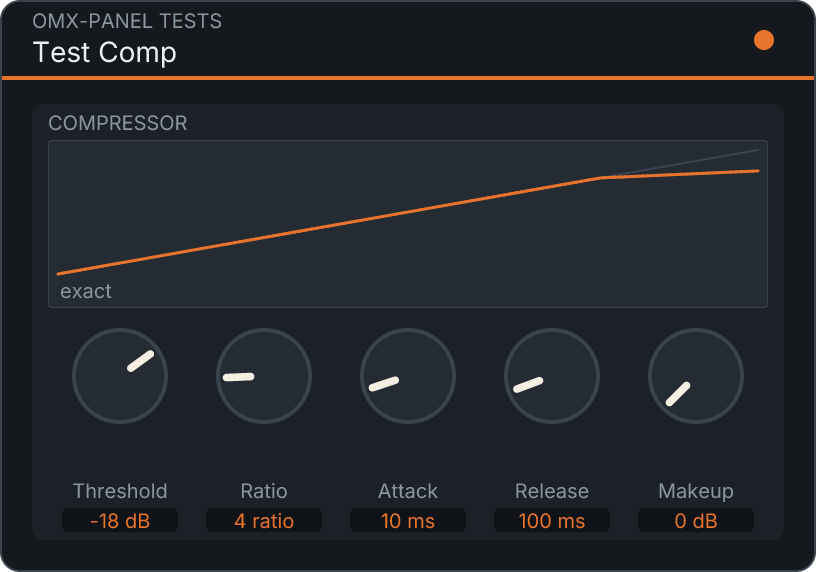 OMX-PANEL TESTS
Test Comp
COMPRESSOR
exact
Threshold Ratio Attack Release Makeup
-18 dB 4 ratio 10 ms 100 ms 0 dB